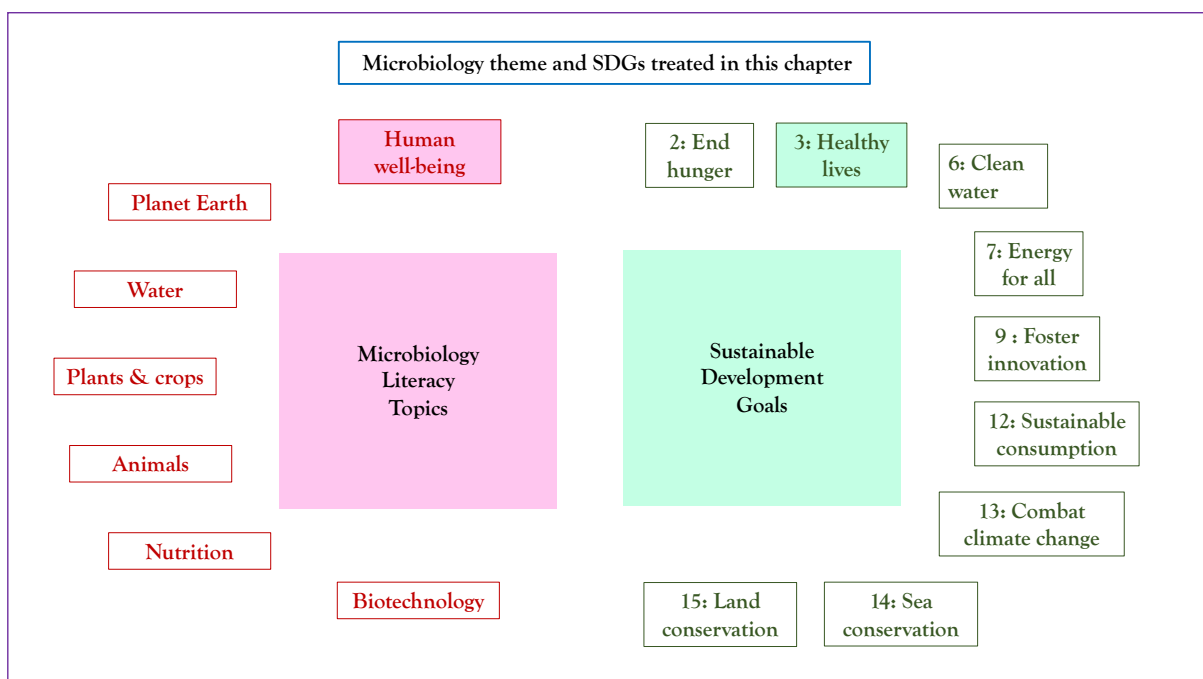 Microbiology theme and SDGs treated in this chapter
Human
well-being
Planet Earth
Water
Plants & crops
Animals
Nutrition
Biotechnology
Microbiology
Literacy
Topics
Sustainable
Development
Goals
2: End
hunger
3: Healthy
lives
6: Clean
water
7: Energy
for all
9 : Foster
innovation
12: Sustainable
consumption
13: Combat
climate change
14: Sea
conservation
15: Land
conservation